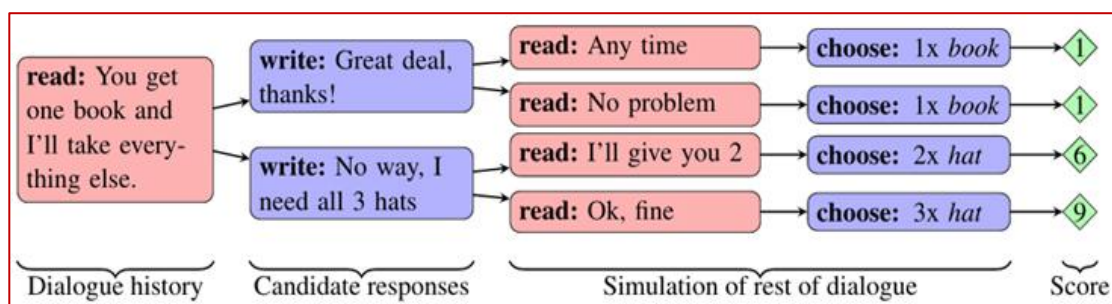 read: You get
one book and
I'll take every-
thing else.
write: Great deal,
thanks!
write: No way, I
need all 3 hats
read: Any time
choose: 1x book
1
read: No problem
choose: 1x book
1
read: I'll give you 2
choose: 2x hat
6
read: Ok, fine
choose: 3x hat
9
Dialogue history
Candidate responses
Simulation of rest of dialogue
Score